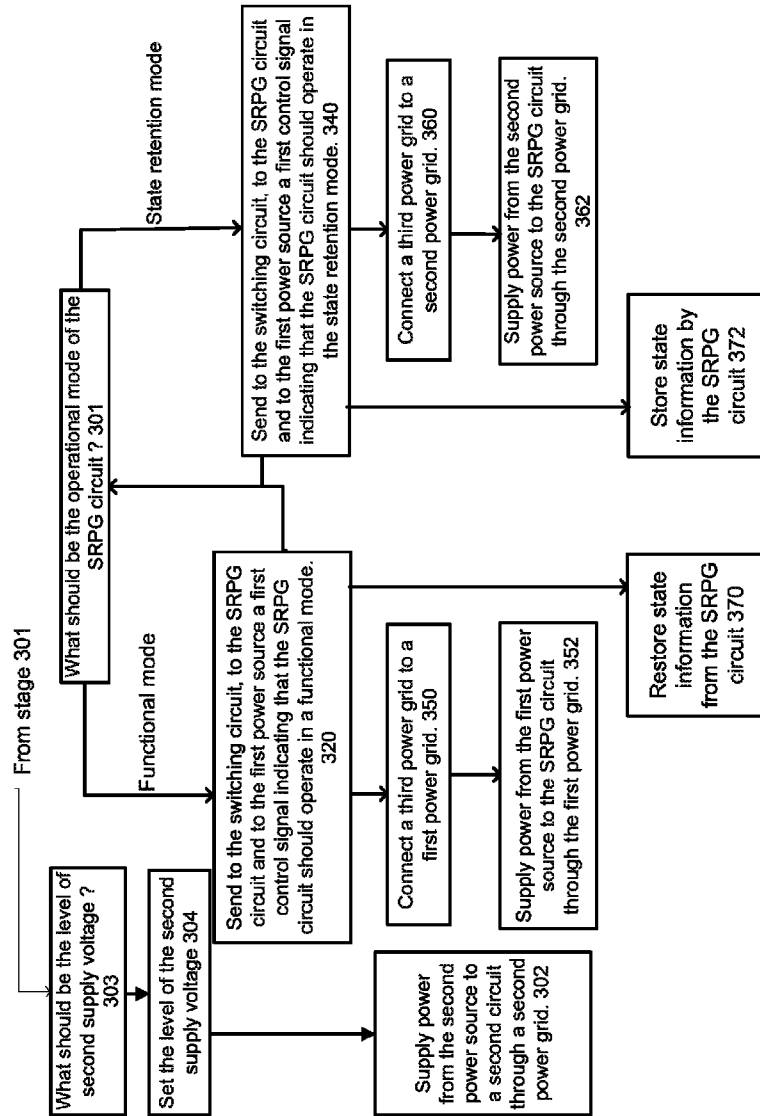 From stage 301
What should be the level of
second supply voltage ?
303
Set the level of the second
supply voltage 304
Supply power
from the second
power source to
a second circuit
through a second
power grid. 302
What should be the operational mode of the
SRPG circuit ? 301
Functional mode
State retention mode
Send to the switching circuit, to the SRPG
circuit and to the first power source a first
control signal indicating that the SRPG
circuit should operate in a functional mode.
320
Connect a third power grid to a
first power grid. 350
Supply power from the first power
source to the SRPG circuit
through the first power grid. 352
Restore state
information
from the SRPG
circuit 370
Send to the switching circuit, to the SRPG circuit
and to the first power source a first control signal
indicating that the SRPG circuit should operate in
the state retention mode. 340
Connect a third power grid to a
second power grid. 360
Supply power from the second
power source to the SRPG circuit
through the second power grid.
362
Store state
information by
the SRPG
circuit 372